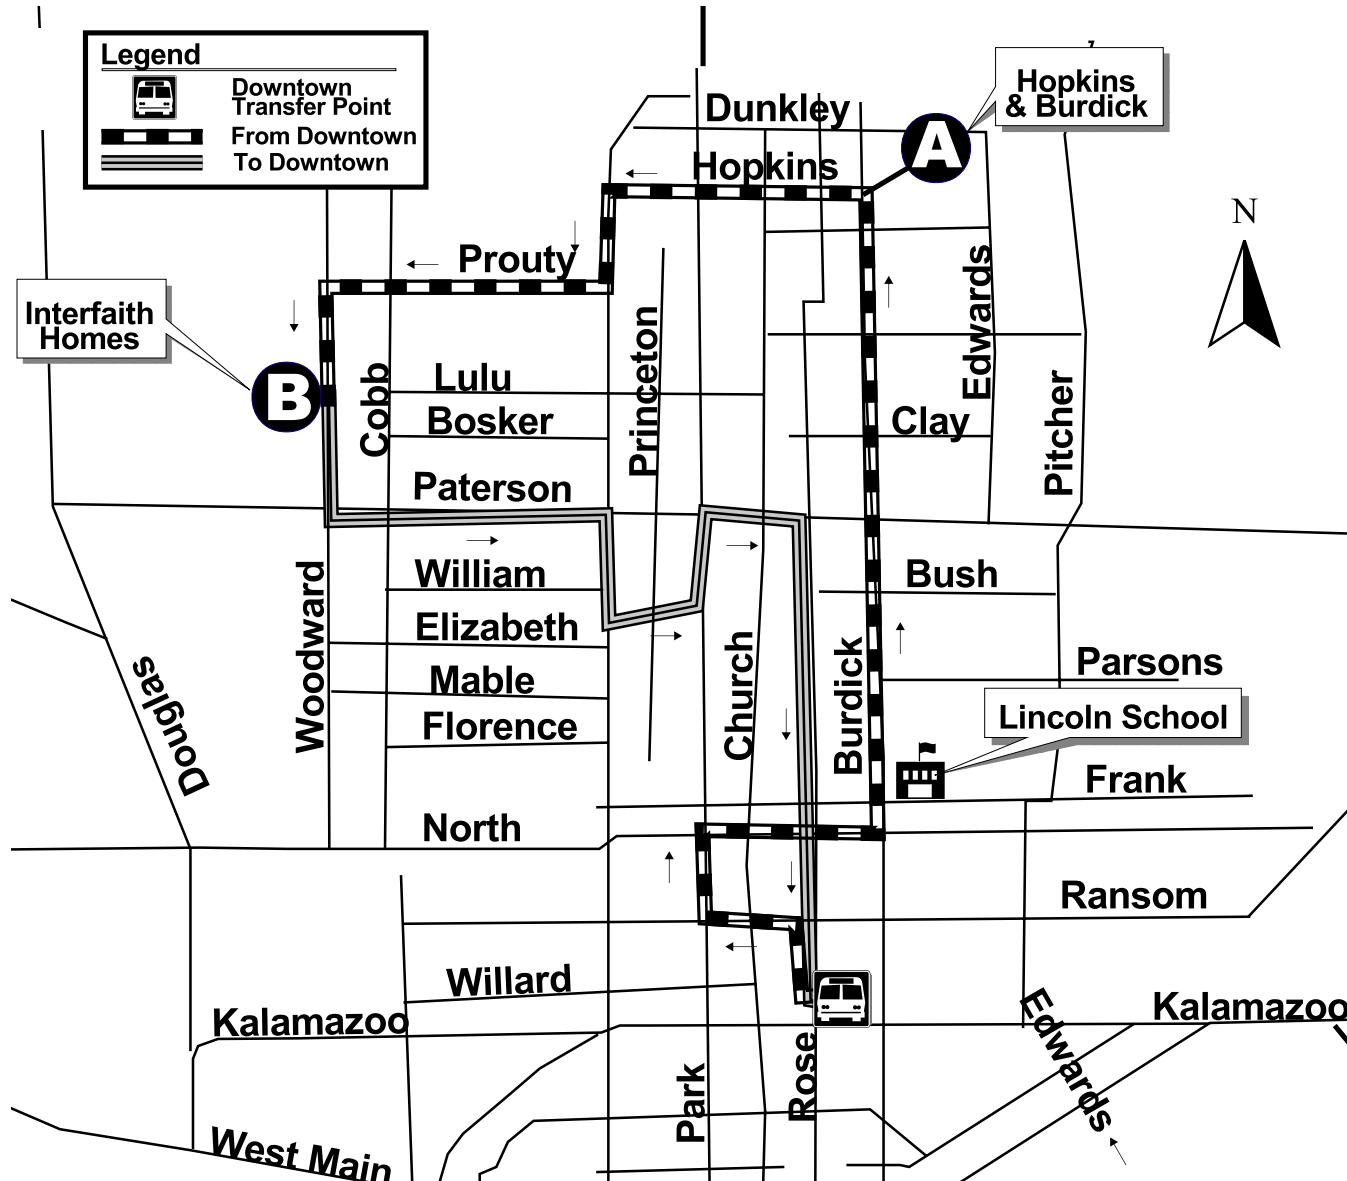 Legend
Downtown
Transfer Point
From Downtown
To Downtown
Hopkins
& Burdick
Dunkley
A
Hopkins
N
Prouty
Edwards
Interfaith
Homes
Princeton
B
Cobb
Lulu
Bosker
Clay
Pitcher
Paterson
William
Bush
Woodward
Elizabeth
Church
Burdick
Parsons
Douglas
Mable
Lincoln School
Florence
Frank
North
Ransom
Willard
Kalamazoo
Kalamazoo
Edwards
Park
Rose
West Main